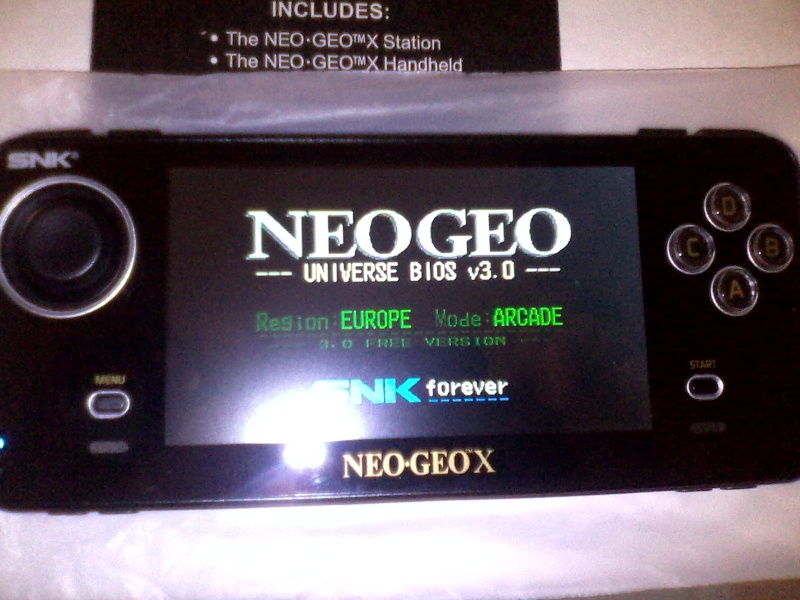 INCLUDES:
• The NEO•GEO™X Station
• The NEO•GEO™X Handheld
SNK®
NEOGEO
--- UNIVERSE BIOS v3.0 ---
Region:EUROPE Mode:ARCADE
3.0 FREE VERSION
SNK forever
D
C
B
A
MENU
START
NEO•GEO™X